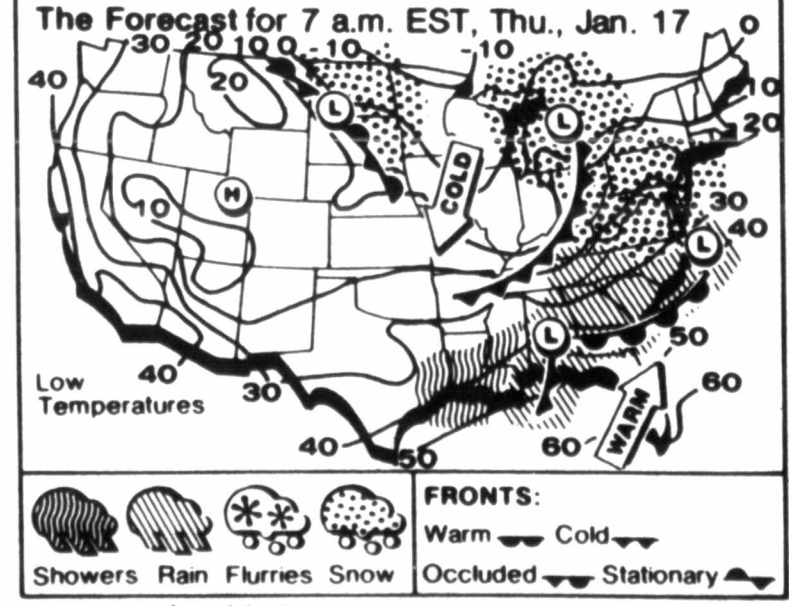 The Forecast for 7 a.m. EST, Thu., Jan. 17
30 20 10 0 -10 -10 0
40 20 10
L L 20
COLD
H
10 30
L 40
L 50
40 30 60
Low
Temperatures
WARM
40 50 60
FRONTS:
Warm Cold
Showers Rain Flurries Snow Occluded Stationary